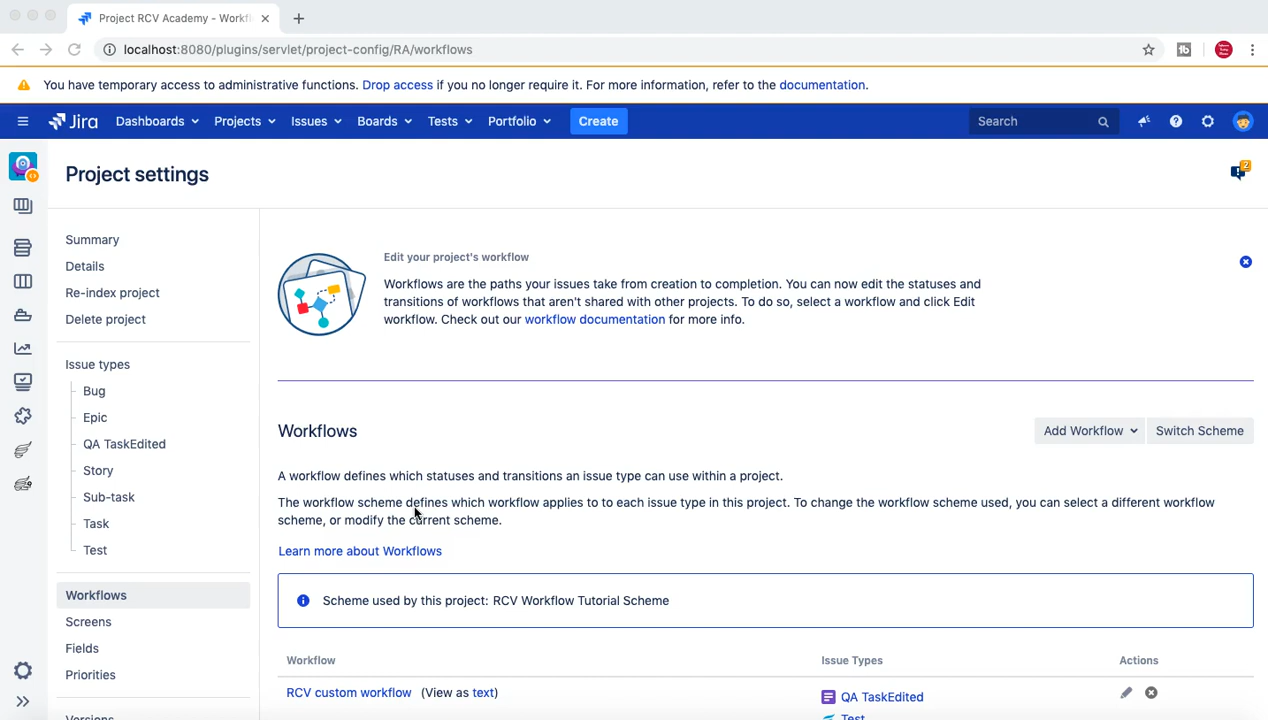 Project RCV Academy - Workfl
localhost:8080/plugins/servlet/project-config/RA/workflows
You have temporary access to administrative functions. Drop access if you no longer require it. For more information, refer to the documentation.
Jira Dashboards Projects Issues Boards Tests Portfolio Create Search
Project settings
2
Summary
Details
Re-index project
Delete project
Issue types
Bug
Epic
QA TaskEdited
Story
Sub-task
Task
Test
Workflows
Screens
Fields
Priorities
Versions
Edit your project's workflow
Workflows are the paths your issues take from creation to completion. You can now edit the statuses and
transitions of workflows that aren't shared with other projects. To do so, select a workflow and click Edit
workflow. Check out our workflow documentation for more info.
Workflows
Add Workflow Switch Scheme
A workflow defines which statuses and transitions an issue type can use within a project.
The workflow scheme defines which workflow applies to to each issue type in this project. To change the workflow scheme used, you can select a different workflow
scheme, or modify the current scheme.
Learn more about Workflows
Scheme used by this project: RCV Workflow Tutorial Scheme
Workflow Issue Types Actions
RCV custom workflow (View as text) QA TaskEdited
Test